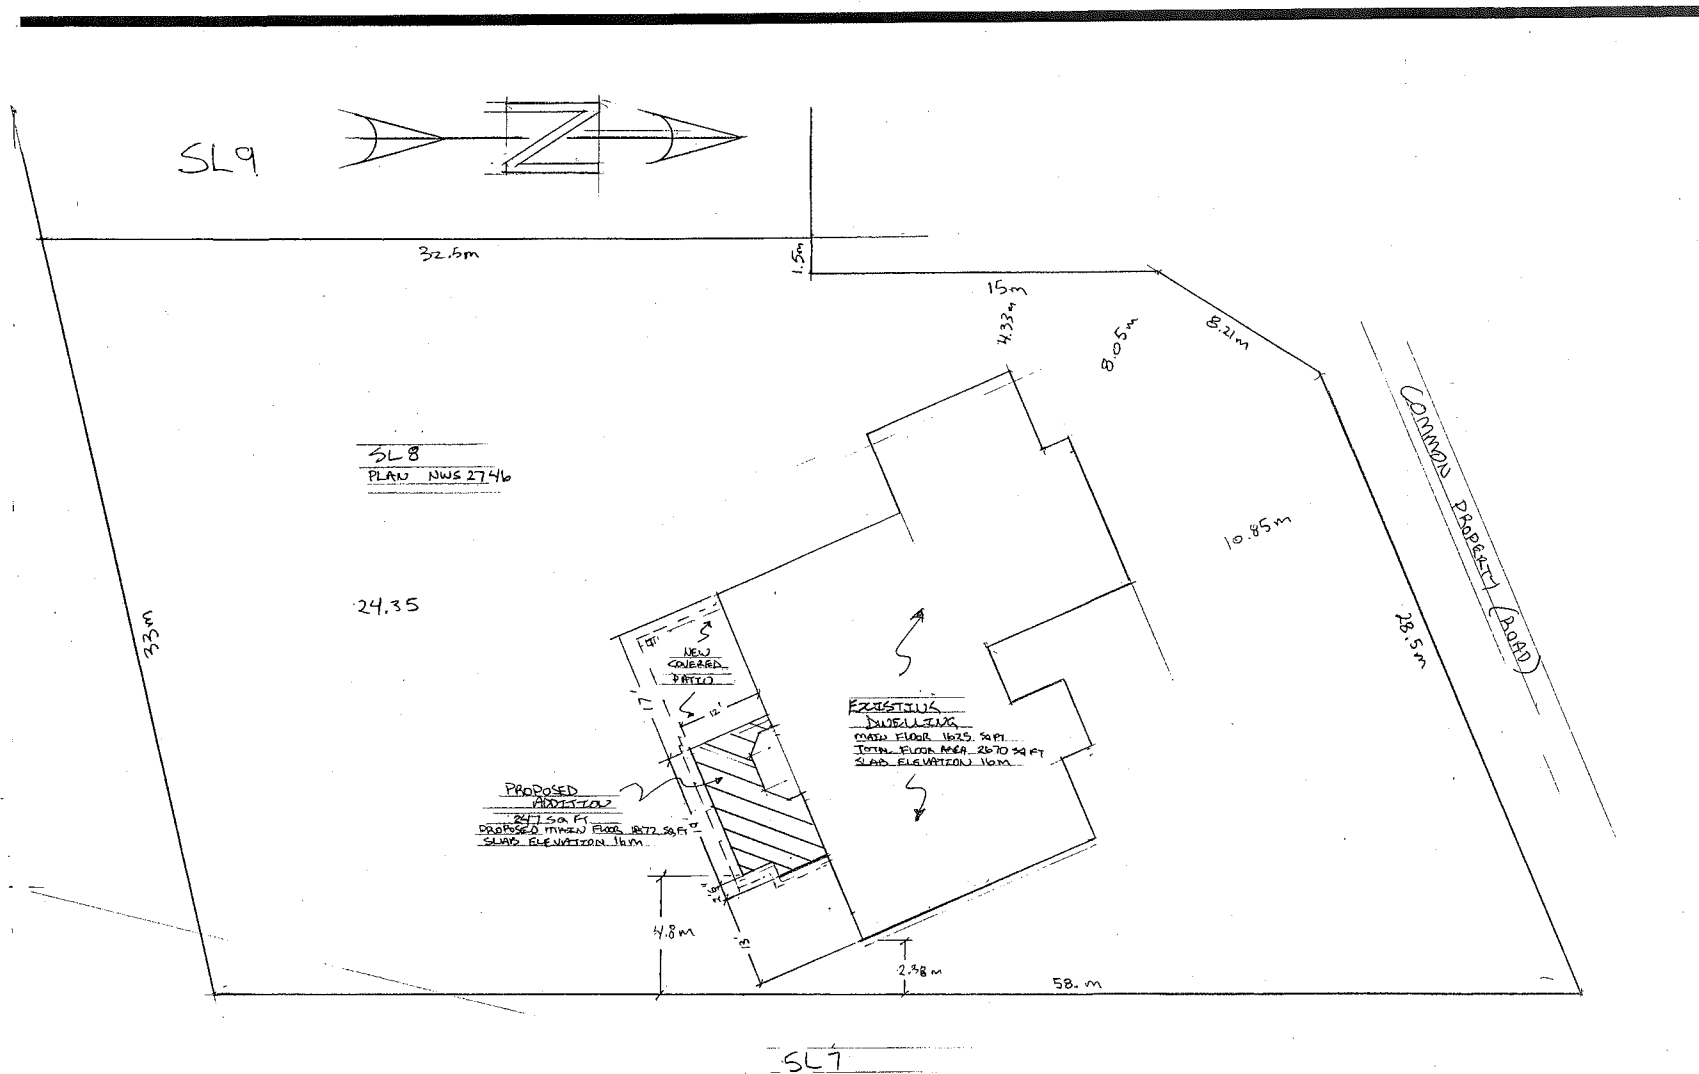 SL9
N
32.5m
1.5m
15m
4.33m
8.05m
8.21m
COMMON PROPERTY (ROAD)
SL8
PLAN NWS 2746
10.85m
24.35
33m
28.5m
NEW
COVERED
PATIO
17'
12'
EXISTING
DWELLING
MAIN FLOOR 1625 SQ FT
TOTAL FLOOR AREA 2670 SQ FT
SLAB ELEVATION 16M
PROPOSED
ADDITION
247 SQ FT
PROPOSED MAIN FLOOR 1872 SQ FT
SLAB ELEVATION 16M
4.8m
13'
2.38m
58. m
SL7